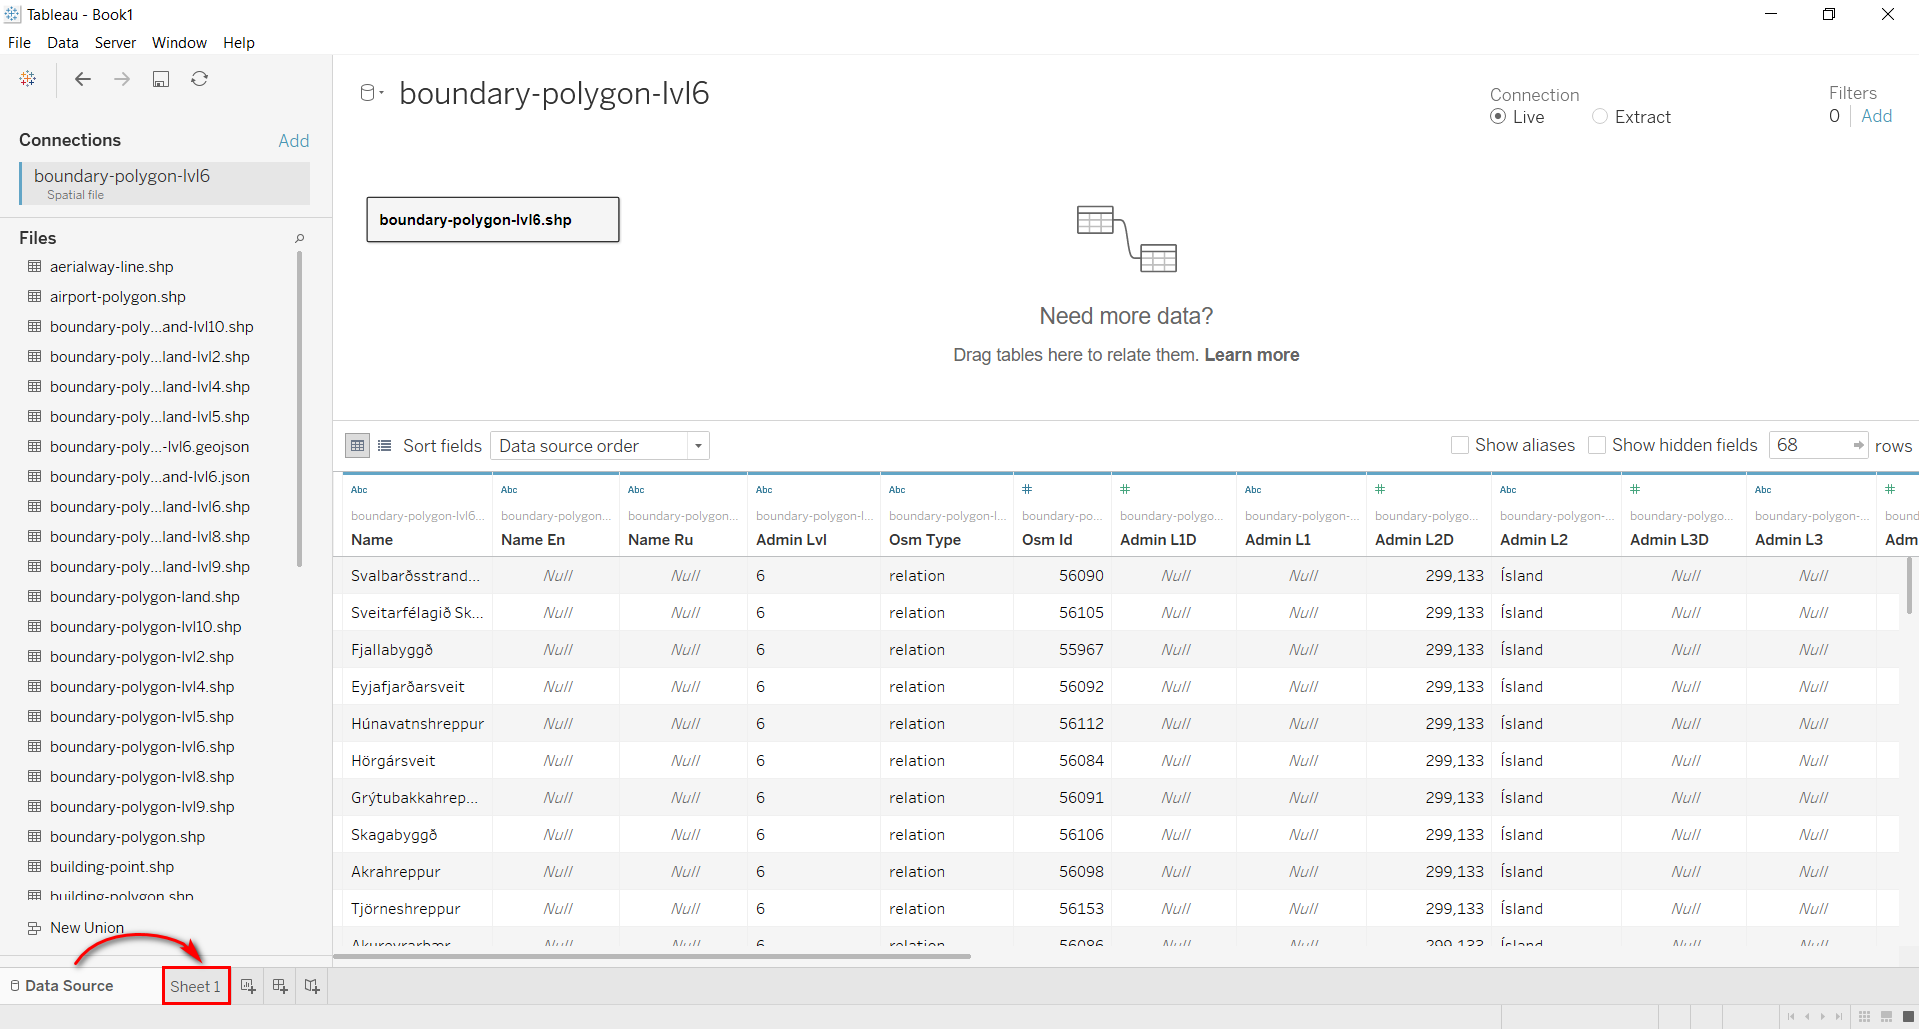 Tableau - Book1
File Data Server Window Help
Connections Add
boundary-polygon-lvl6
Spatial file
Files
aerialway-line.shp
airport-polygon.shp
boundary-poly...and-lvl10.shp
boundary-poly...land-lvl2.shp
boundary-poly...land-lvl4.shp
boundary-poly...land-lvl5.shp
boundary-poly...-lvl6.geojson
boundary-poly...and-lvl6.json
boundary-poly...land-lvl6.shp
boundary-poly...land-lvl8.shp
boundary-poly...land-lvl9.shp
boundary-polygon-land.shp
boundary-polygon-lvl10.shp
boundary-polygon-lvl2.shp
boundary-polygon-lvl4.shp
boundary-polygon-lvl5.shp
boundary-polygon-lvl6.shp
boundary-polygon-lvl8.shp
boundary-polygon-lvl9.shp
boundary-polygon.shp
building-point.shp
building-polygon.shp
New Union
boundary-polygon-lvl6
Connection
Live Extract
Filters
0 Add
boundary-polygon-lvl6.shp
Need more data?
Drag tables here to relate them. Learn more
Sort fields Data source order Show aliases Show hidden fields 68 rows
Abc Abc Abc Abc Abc # # Abc # Abc # Abc #
boundary-polygon-lvl6... boundary-polygon... boundary-polygon... boundary-polygon-l... boundary-polygon-l... boundary-po... boundary-polygo... boundary-polygon-... boundary-polygo... boundary-polygon-... boundary-polygo... boundary-polygon-... bound
Name Name En Name Ru Admin Lvl Osm Type Osm Id Admin L1D Admin L1 Admin L2D Admin L2 Admin L3D Admin L3 Adm
Svalbarðsstrand... Null Null 6 relation 56090 Null Null 299,133 Ísland Null Null
Sveitarfélagið Sk... Null Null 6 relation 56105 Null Null 299,133 Ísland Null Null
Fjallabyggð Null Null 6 relation 55967 Null Null 299,133 Ísland Null Null
Eyjafjarðarsveit Null Null 6 relation 56092 Null Null 299,133 Ísland Null Null
Húnavatnshreppur Null Null 6 relation 56112 Null Null 299,133 Ísland Null Null
Hörgársveit Null Null 6 relation 56084 Null Null 299,133 Ísland Null Null
Grýtubakkahrep... Null Null 6 relation 56091 Null Null 299,133 Ísland Null Null
Skagabyggð Null Null 6 relation 56106 Null Null 299,133 Ísland Null Null
Akrahreppur Null Null 6 relation 56098 Null Null 299,133 Ísland Null Null
Tjörneshreppur Null Null 6 relation 56153 Null Null 299,133 Ísland Null Null
Akureyrarbær Null Null 6 relation 56086 Null Null 299,133 Ísland Null Null
Data Source Sheet 1